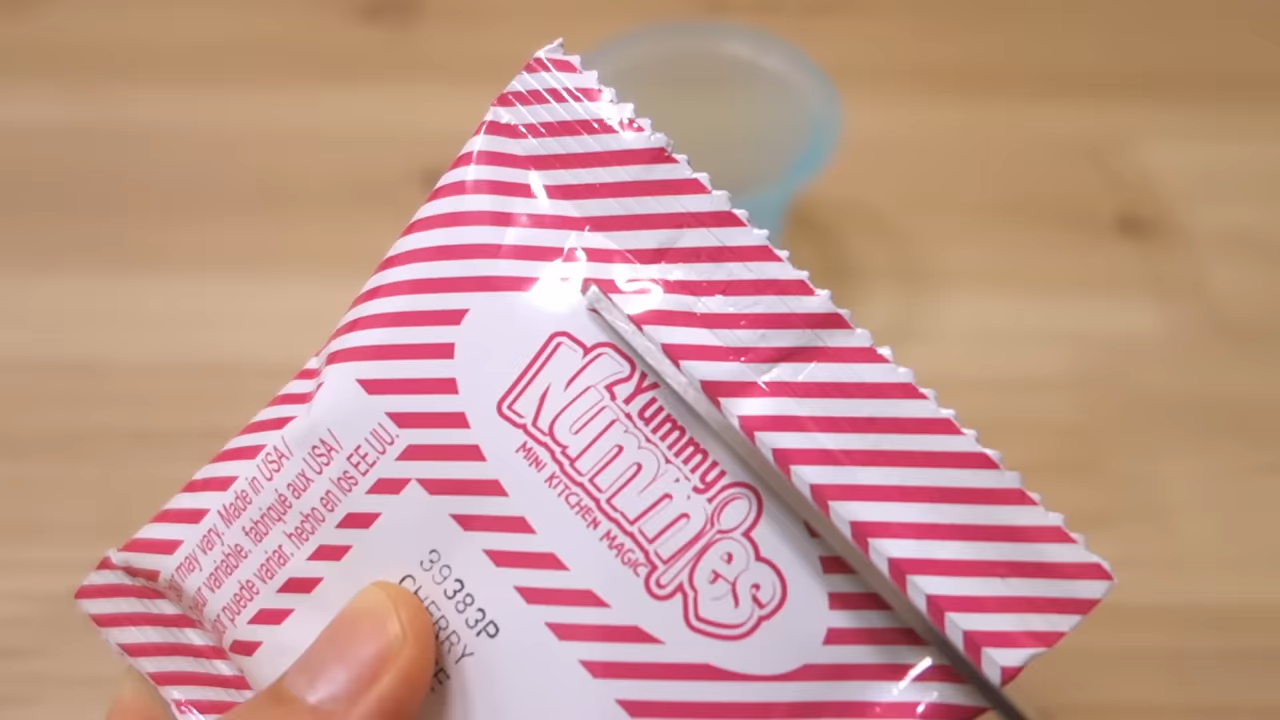 Yummy
Nummies
MINI KITCHEN MAGIC
may vary. Made in USA/
variable. fabriqué aux USA/
puede variar. hecho en los EE.UU.
39383P
CHERRY